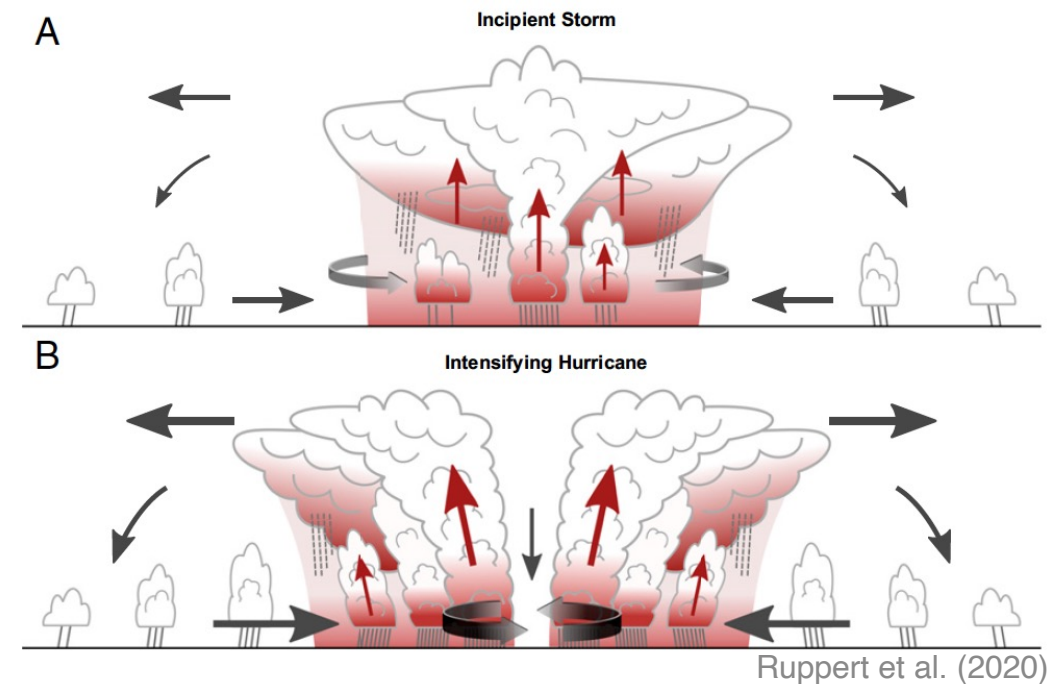 A
Incipient Storm
B
Intensifying Hurricane
Ruppert et al. (2020)